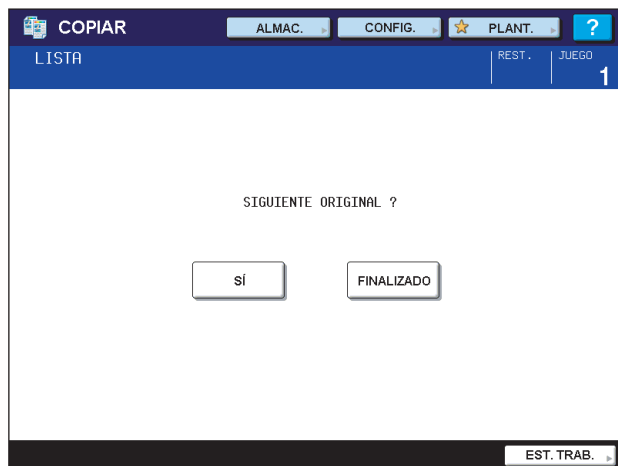 COPIAR ALMAC. CONFIG. PLANT. ?
LISTA REST. JUEGO
1
SIGUIENTE ORIGINAL ?
SÍ FINALIZADO
EST. TRAB.